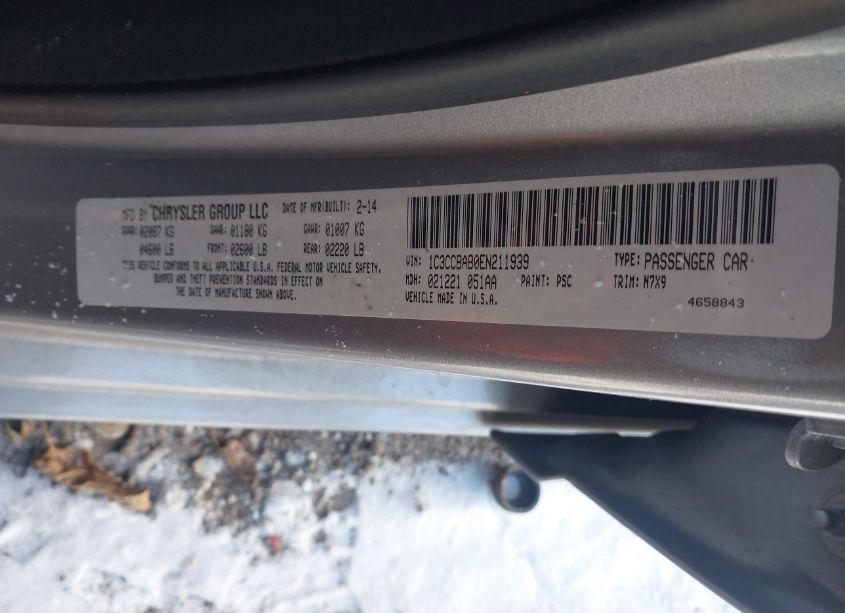 MFD BY CHRYSLER GROUP LLC DATE OF MFR(BUILT): 2-14
GVWR: 02087 KG GAWR: 01180 KG GAWR: 01007 KG
04600 LB FRONT: 02600 LB REAR: 02220 LB
THIS VEHICLE CONFORMS TO APPLICABLE U.S.A. FEDERAL MOTOR VEHICLE SAFETY,
BUMPER AND THEFT PREVENTION STANDARDS IN EFFECT ON
THE DATE OF MANUFACTURE SHOWN ABOVE.
VIN: 1C3CCBAB0EN211939 TYPE: PASSENGER CAR
MDH: 021221 051AA PAINT: PSC TRIM: N7X9
VEHICLE MADE IN U.S.A. 4658843